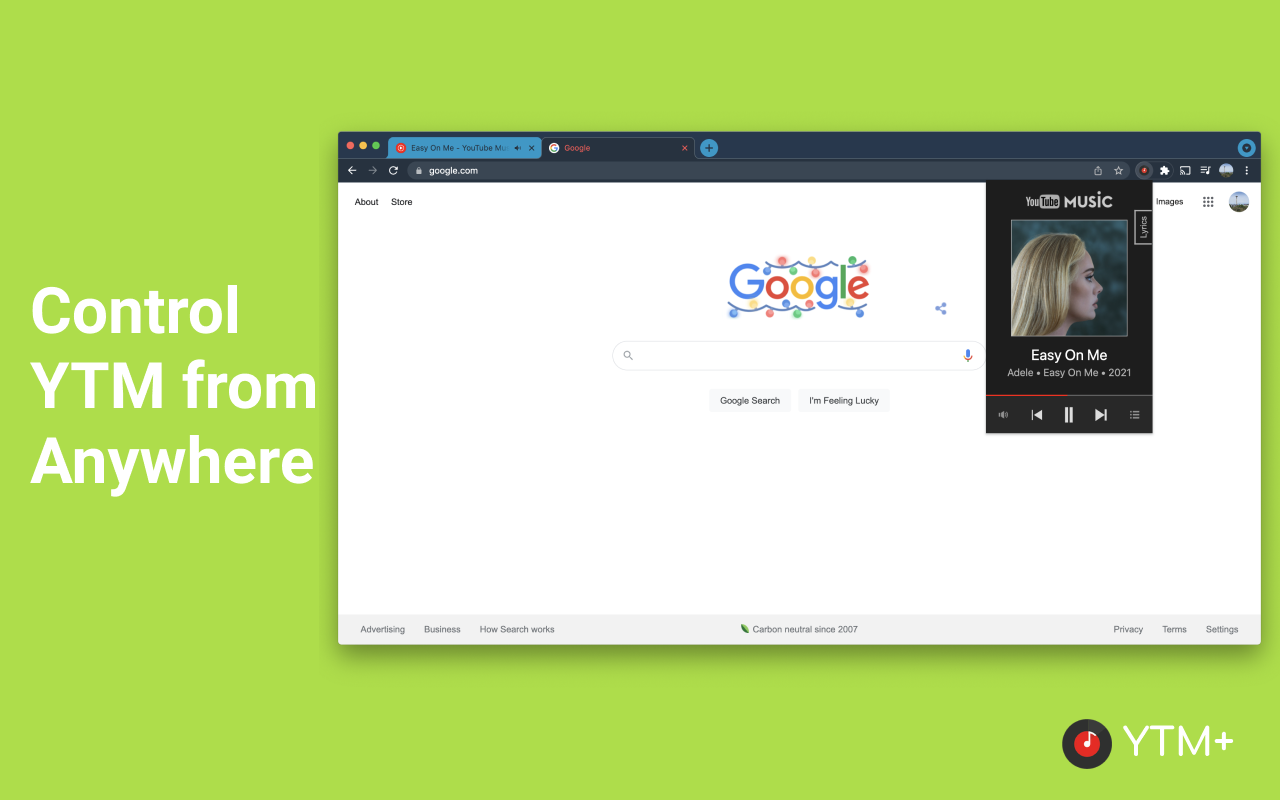 Control
YTM from
Anywhere
Easy On Me - YouTube Mus
Google
google.com
About Store
Images
YouTube MUSIC
Lyrics
Google
Easy On Me
Adele • Easy On Me • 2021
Google Search I'm Feeling Lucky
Advertising Business How Search works
Carbon neutral since 2007
Privacy Terms Settings
YTM+